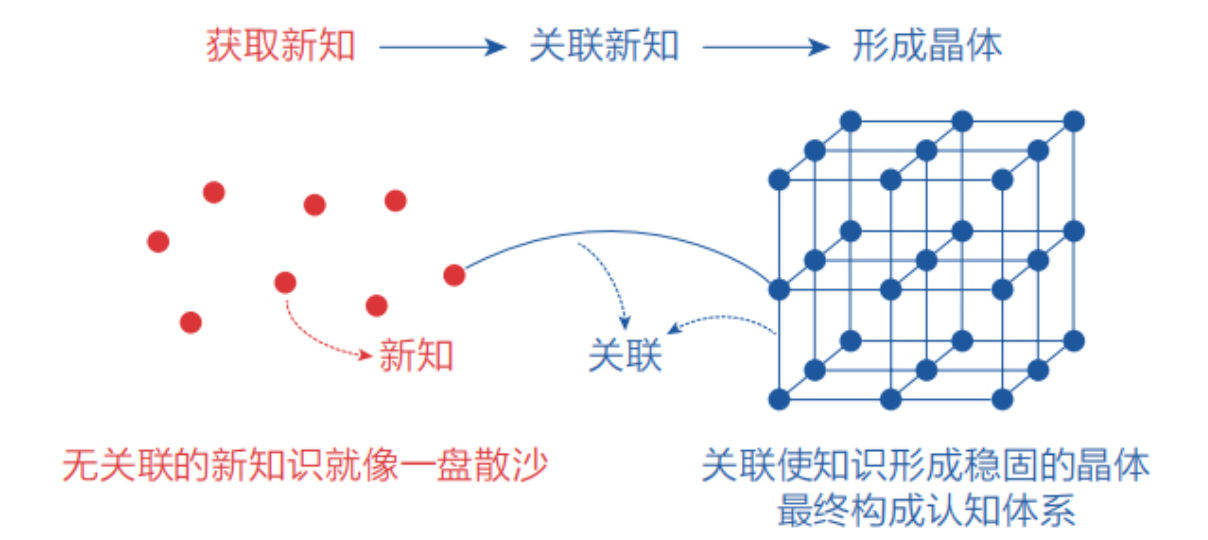 获取新知
关联新知
形成晶体
新知
关联
无关联的新知识就像一盘散沙
关联使知识形成稳固的晶体
最终构成认知体系